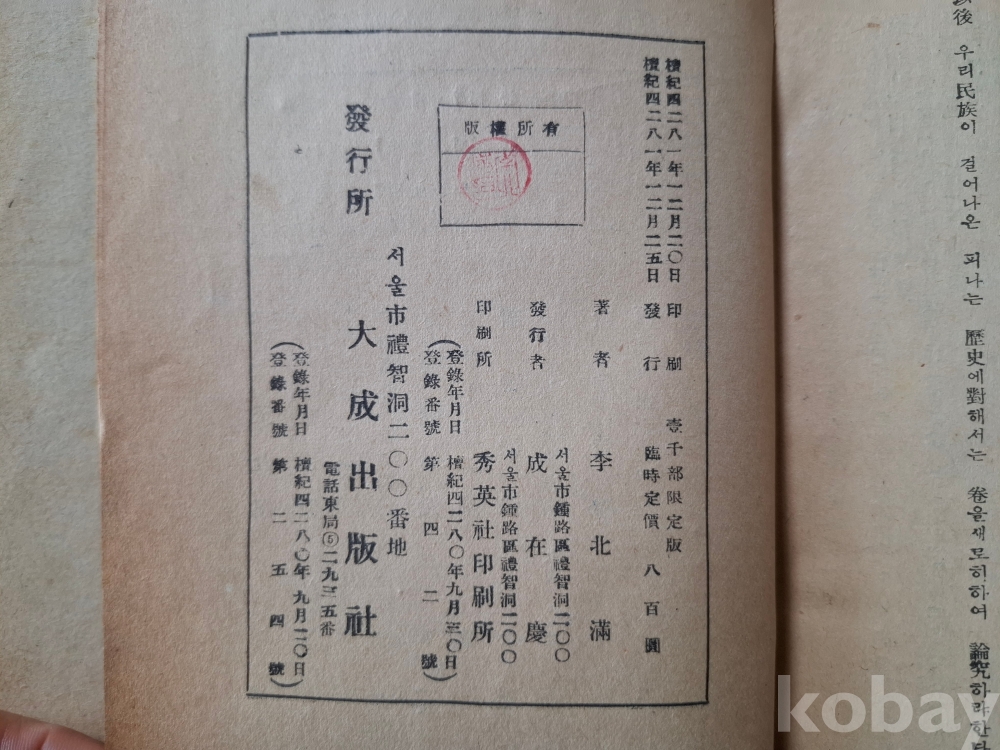 後 우리民族이 걸어나온 피나는 歷史에對해서는 卷을새로히하여 論究하랴한다
檀紀四二八一年一二月二〇日 印刷 壹千部限定版
檀紀四二八一年一二月二五日 發行 臨時定價 八百圓
版權所有
著者 李北滿
서울市鍾路區禮智洞二〇〇
發行者 成在慶
서울市鍾路區禮智洞二〇〇
印刷所 秀英社印刷所
(登錄年月日 檀紀四二八〇年九月三〇日
登錄番號 第四二號)
서울市禮智洞二〇〇番地
發行所 大成出版社
電話東局⑤二九三五番
(登錄年月日 檀紀四二八〇年九月二〇日
登錄番號 第二五四號)
kobay